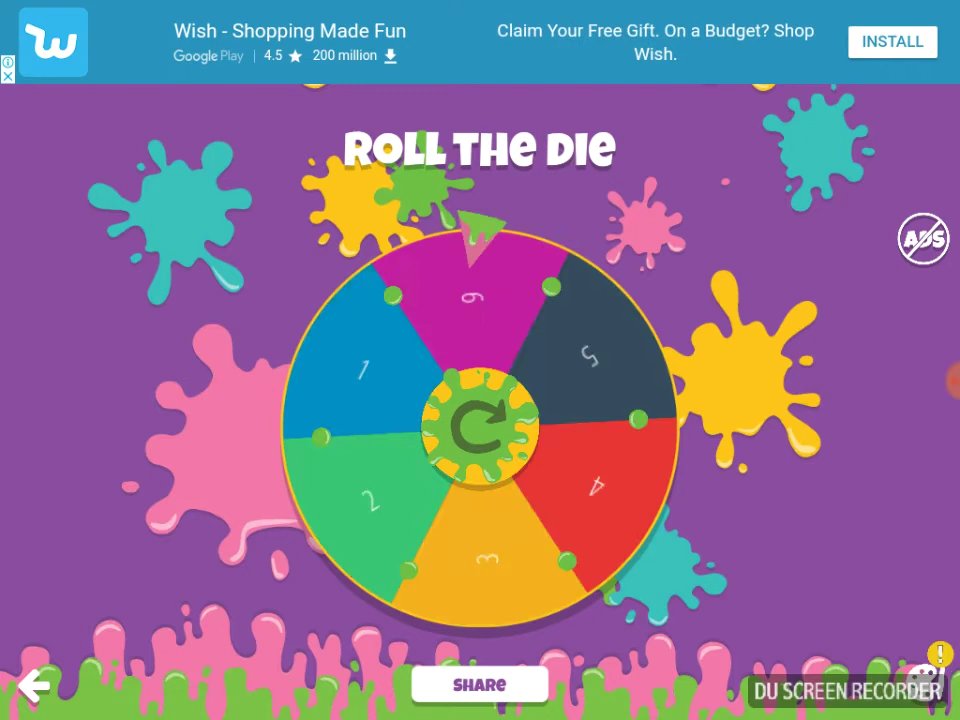 Wish - Shopping Made Fun
Google Play | 4.5 ★ 200 million
Claim Your Free Gift. On a Budget? Shop
Wish.
INSTALL
ROLL THE DIE
ADS
6
5
1
4
2
3
SHARE
!
DU SCREEN RECORDER